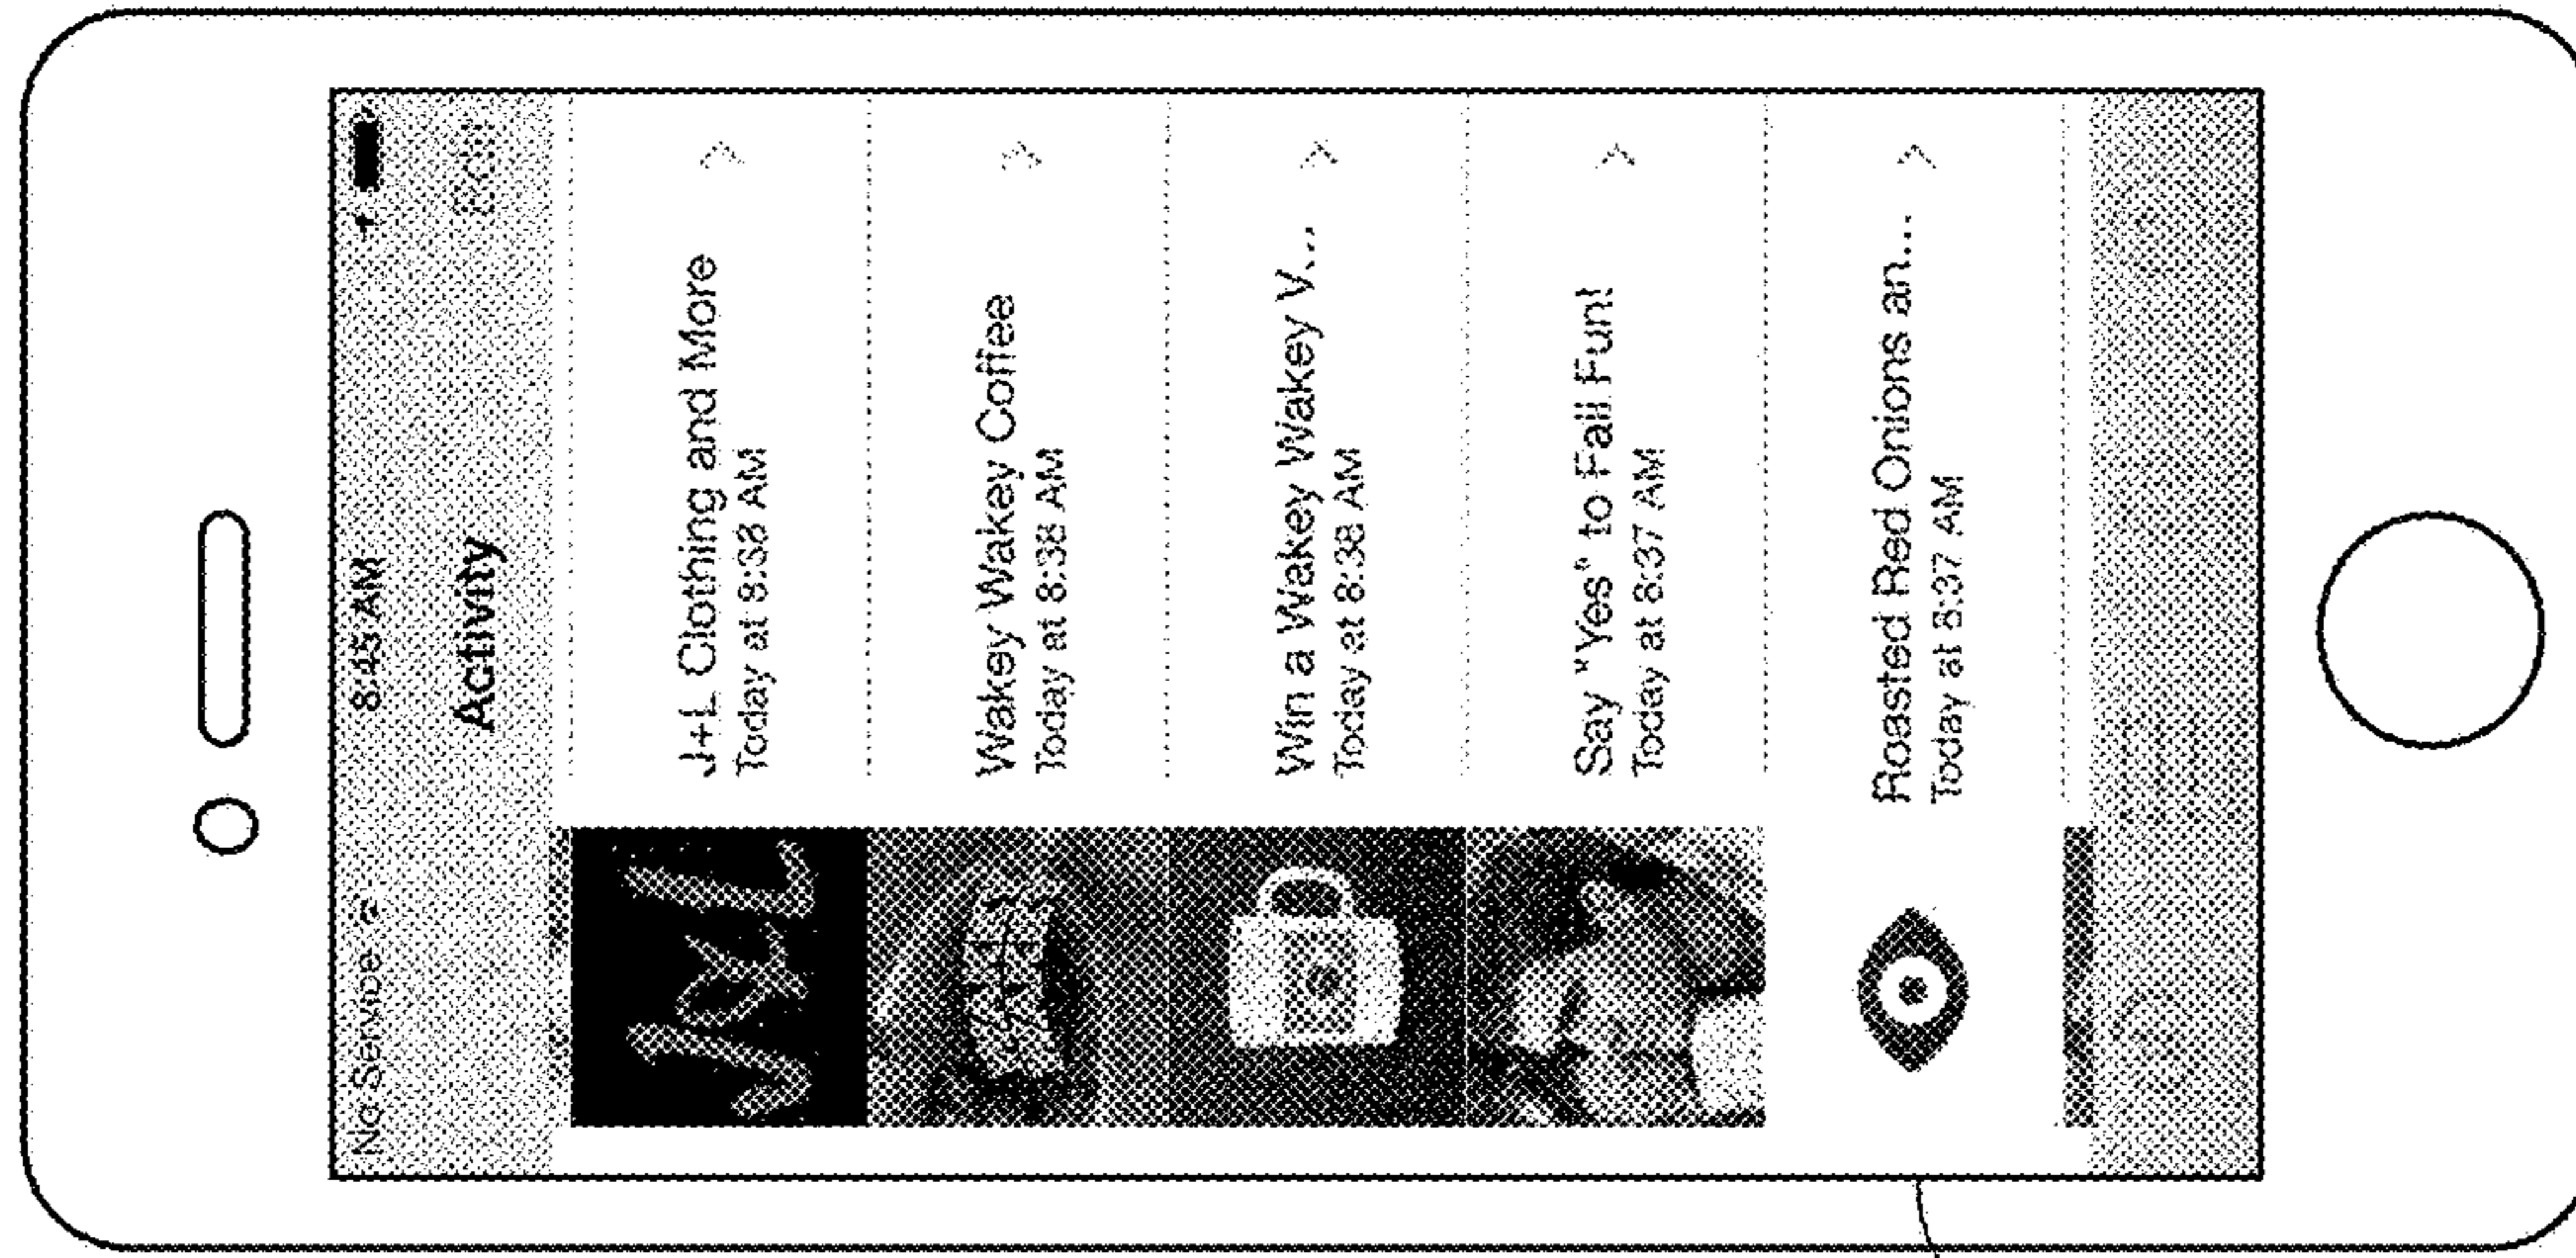 No Service
8:45 AM
Activity
Edit
J+L Clothing and More
Today at 8:38 AM
Wakey Wakey Coffee
Today at 8:38 AM
Win a Wakey Wakey V...
Today at 8:38 AM
Say "Yes" to Fall Fun!
Today at 8:37 AM
Roasted Red Onions an...
Today at 8:37 AM
J&L